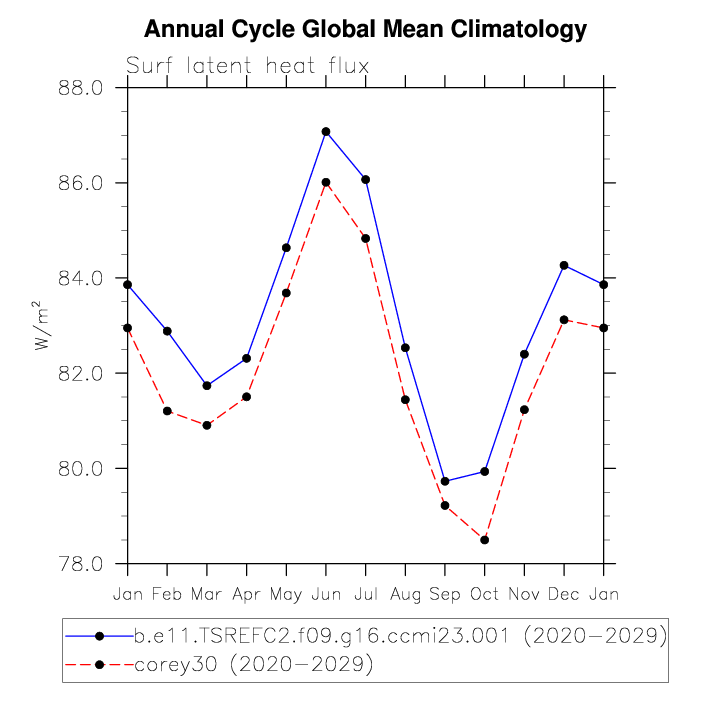 Annual Cycle Global Mean Climatology
Surf latent heat flux
88.0
86.0
84.0
82.0
80.0
78.0
W/m²
Jan Feb Mar Apr May Jun Jul Aug Sep Oct Nov Dec Jan
b.e11.TSREFC2.f09.g16.ccmi23.001 (2020-2029)
corey30 (2020-2029)